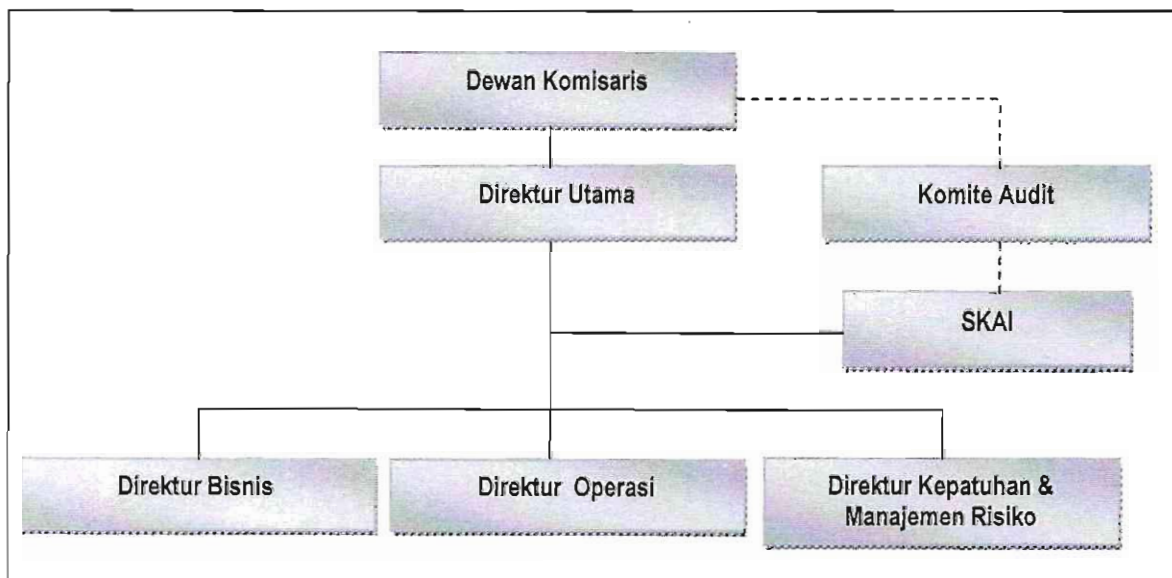 Dewan Komisaris
Direktur Utama
Komite Audit
SKAI
Direktur Bisnis
Direktur Operasi
Direktur Kepatuhan &
Manajemen Risiko